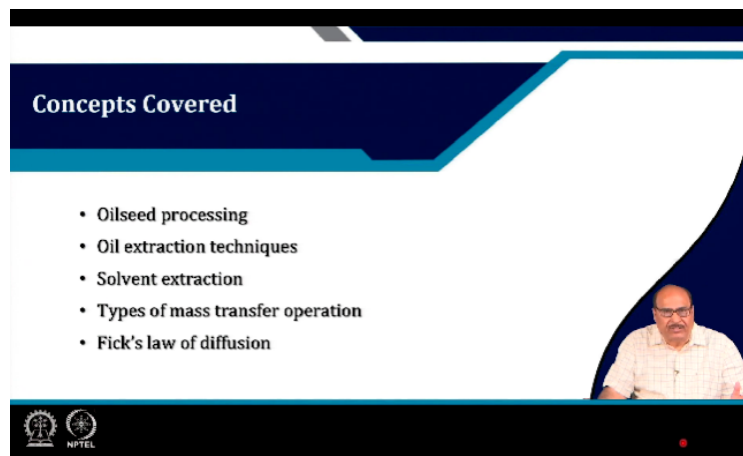 Concepts Covered
• Oilseed processing
• Oil extraction techniques
• Solvent extraction
• Types of mass transfer operation
• Fick's law of diffusion
NPTEL